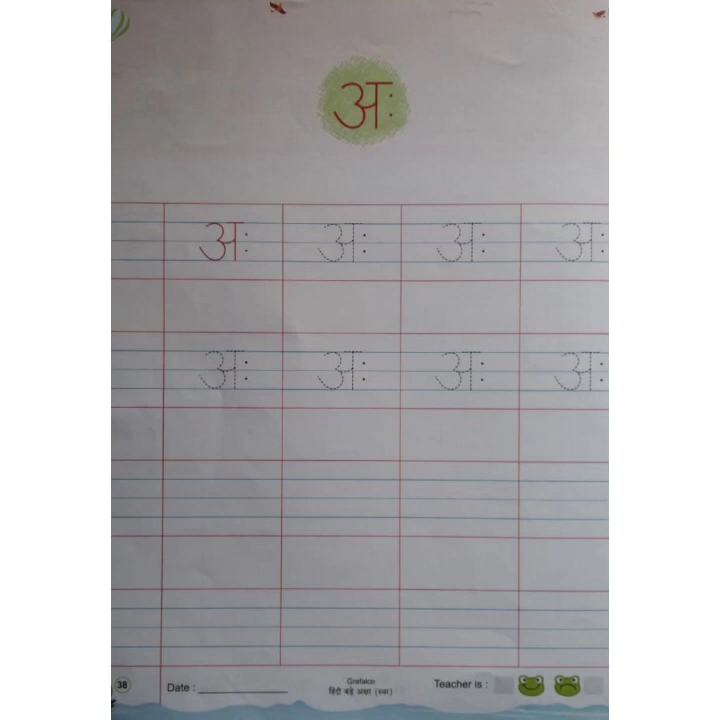 अः
अः अः अः अः
अः अः अः अः
38 Date : Grafalco Teacher is :
हिंदी बड़े अक्षर (स्वर)